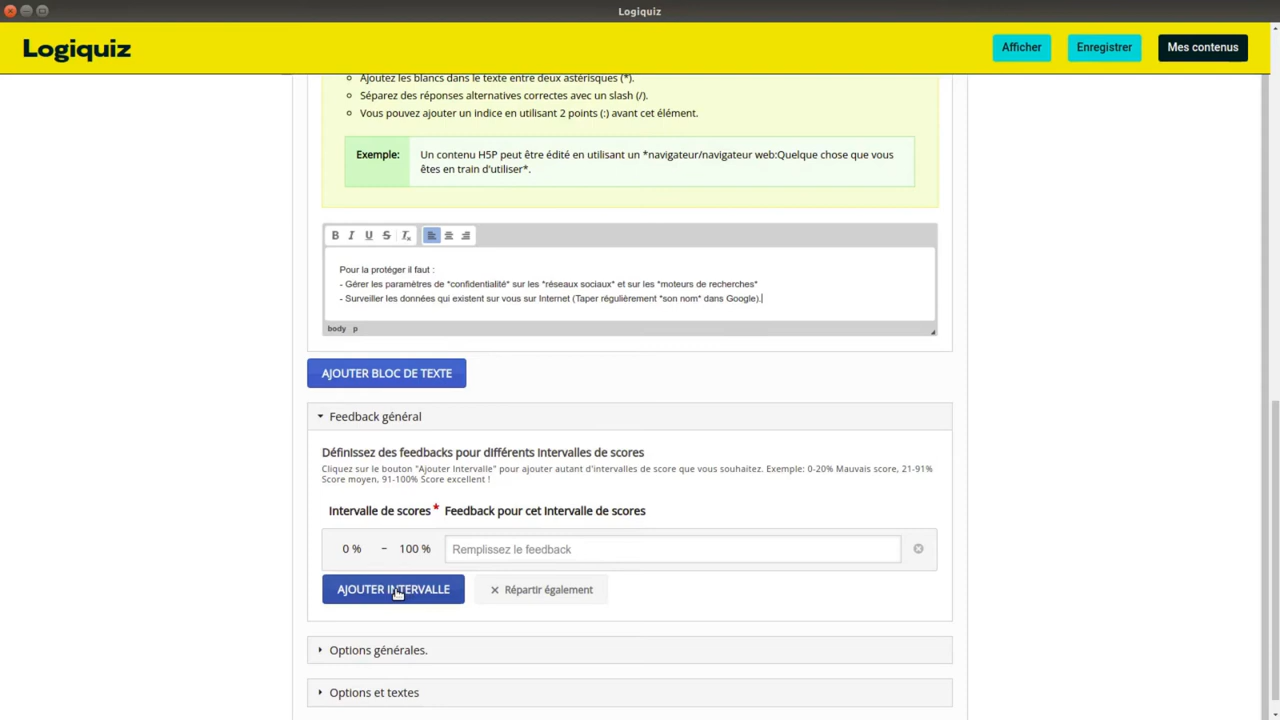 Logiquiz
Logiquiz
Afficher
Enregistrer
Mes contenus
Ajoutez les blancs dans le texte entre deux astérisques (*).
Séparez des réponses alternatives correctes avec un slash (/).
Vous pouvez ajouter un indice en utilisant 2 points (:) avant cet élément.
Exemple:
Un contenu H5P peut être édité en utilisant un *navigateur/navigateur web:Quelque chose que vous
êtes en train d'utiliser*.
B I U S Tx
Pour la protéger il faut :
- Gérer les paramètres de *confidentialité* sur les *réseaux sociaux* et sur les *moteurs de recherches*
- Surveiller les données qui existent sur vous sur Internet (Taper régulièrement *son nom* dans Google).
body p
AJOUTER BLOC DE TEXTE
Feedback général
Définissez des feedbacks pour différents intervalles de scores
Cliquez sur le bouton "Ajouter Intervalle" pour ajouter autant d'intervalles de score que vous souhaitez. Exemple: 0-20% Mauvais score, 21-91%
Score moyen, 91-100% Score excellent !
Intervalle de scores * Feedback pour cet intervalle de scores
0 % – 100 % Remplissez le feedback
AJOUTER INTERVALLE
Répartir également
Options générales.
Options et textes